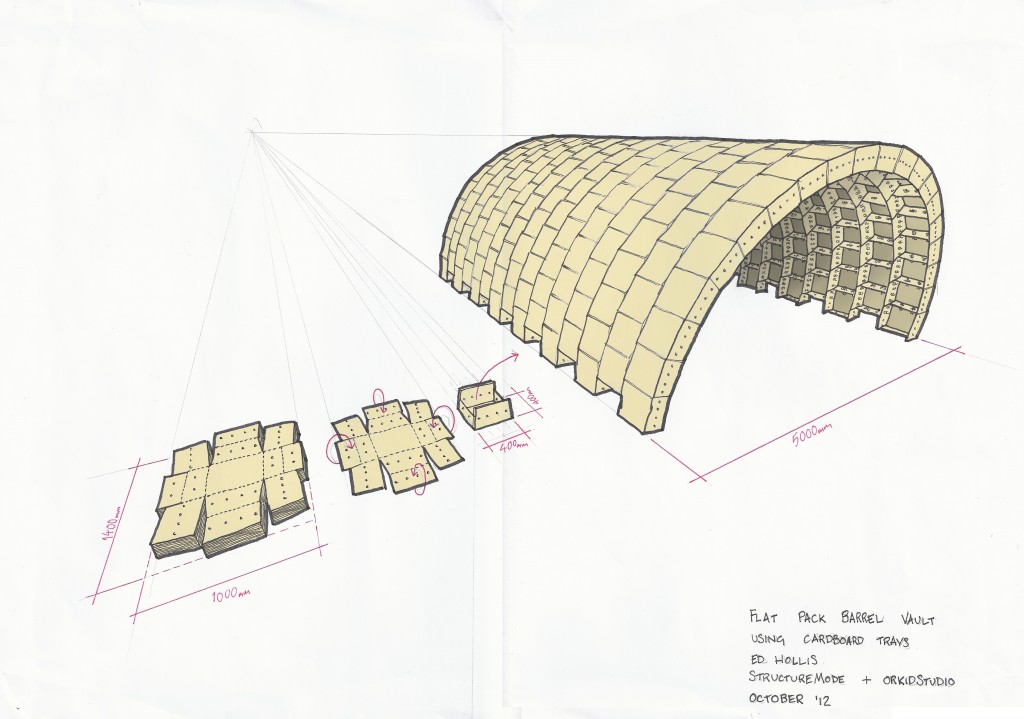 5000mm
400mm
400mm
1400mm
1000mm
FLAT PACK BARREL VAULT
USING CARDBOARD TRAYS
ED HOLLIS
STRUCTUREMODE + ORKIDSTUDIO
OCTOBER '12